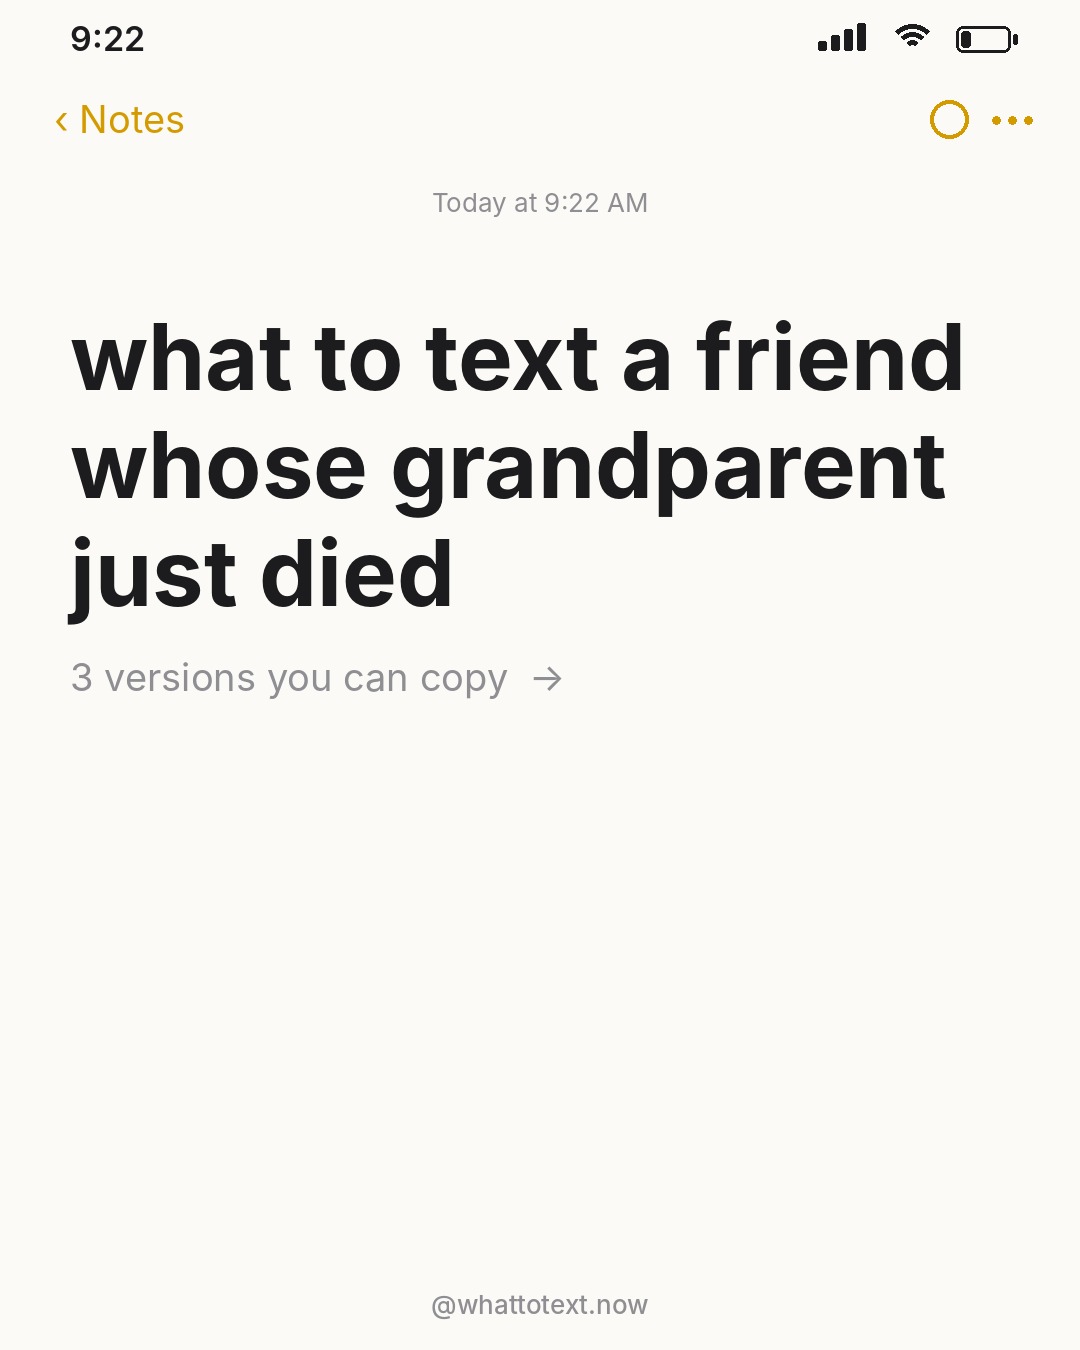 9:22
‹ Notes
Today at 9:22 AM
what to text a friend
whose grandparent
just died
3 versions you can copy →
@whattotext.now